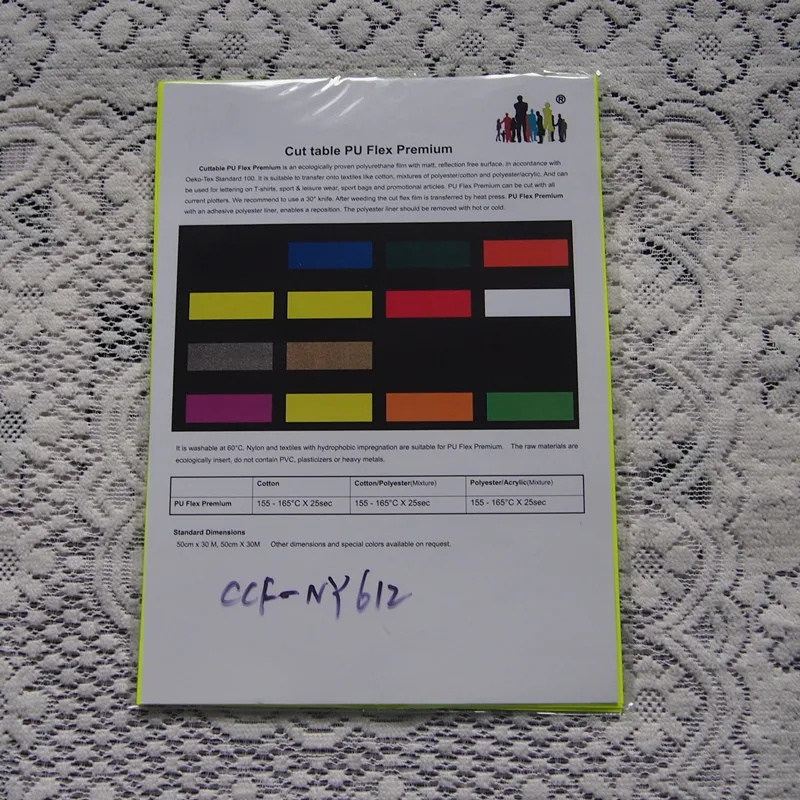 ®
Cut table PU Flex Premium
Cuttable PU Flex Premium is an ecologically proven polyurethane film with matt, reflection free surface. In accordance with
Oeko-Tex Standard 100. It is suitable to transfer onto textiles like cotton, mixtures of polyester/cotton and polyester/acrylic. And can
be used for lettering on T-shirts, sport & leisure wear, sport bags and promotional articles. PU Flex Premium can be cut with all
current plotters. We recommend to use a 30° knife. After weeding the cut flex film is transferred by heat press. PU Flex Premium
with an adhesive polyester liner, enables a reposition. The polyester liner should be removed with hot or cold.
It is washable at 60°C. Nylon and textiles with hydrophobic impregnation are suitable for PU Flex Premium. The raw materials are
ecologically insert, do not contain PVC, plasticizers or heavy metals.
Cotton Cotton/Polyester(Mixture) Polyester/Acrylic(Mixture)
PU Flex Premium 155 - 165°C X 25sec 155 - 165°C X 25sec 155 - 165°C X 25sec
Standard Dimensions
50cm x 30 M, 50cm X 30M Other dimensions and special colors available on request.
CCF-NY612